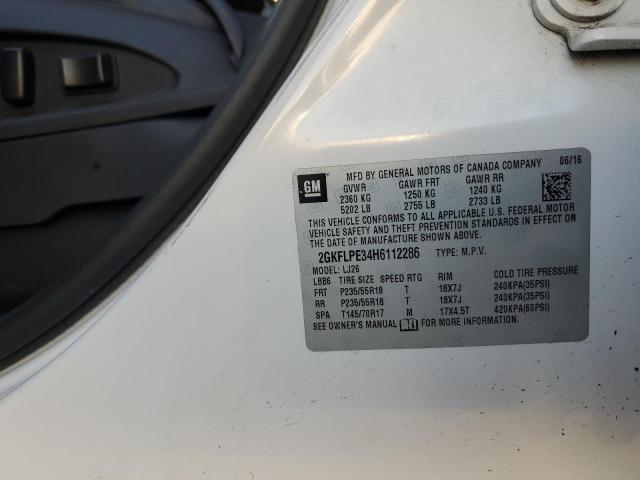 GM
MFD BY GENERAL MOTORS OF CANADA COMPANY 06/16
GVWR GAWR FRT GAWR RR
2360 KG 1250 KG 1240 KG
5202 LB 2755 LB 2733 LB
THIS VEHICLE CONFORMS TO ALL APPLICABLE U.S. FEDERAL MOTOR
VEHICLE SAFETY AND THEFT PREVENTION STANDARDS IN
EFFECT ON THE DATE OF MANUFACTURE SHOWN ABOVE.
2GKFLPE34H6112286 TYPE: M.P.V.
MODEL: LJ26
LBB6 TIRE SIZE SPEED RTG RIM COLD TIRE PRESSURE
FRT P235/55R18 T 18X7J 240KPA(35PSI)
RR P235/55R18 T 18X7J 240KPA(35PSI)
SPA T145/70R17 M 17X4.5T 420KPA(60PSI)
SEE OWNER'S MANUAL FOR MORE INFORMATION.